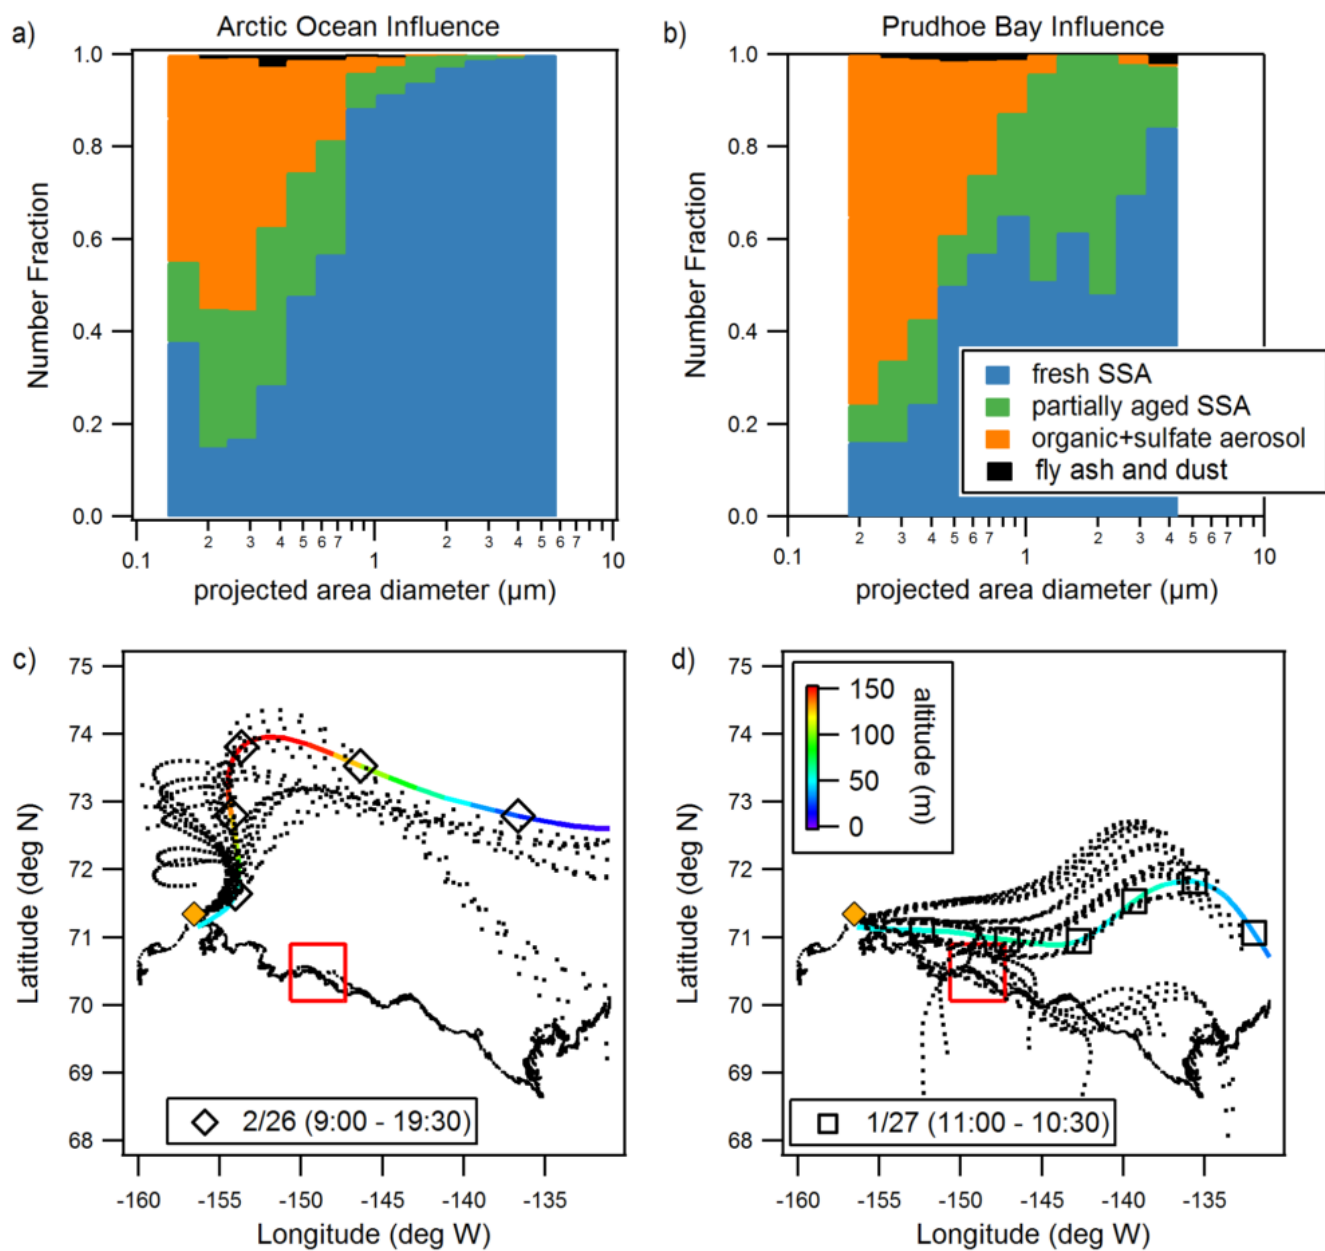 a) Arctic Ocean Influence
b) Prudhoe Bay Influence
1.0
0.8
0.6
0.4
0.2
0.0
Number Fraction
2 3 4 5 6 7 2 3 4 5 6 7
0.1 1 10
projected area diameter (µm)
1.0
0.8
0.6
0.4
0.2
0.0
Number Fraction
fresh SSA
partially aged SSA
organic+sulfate aerosol
fly ash and dust
2 3 4 5 6 7 2 3 4 5 6 7
0.1 1 10
projected area diameter (µm)
c)
75
74
73
72
71
70
69
68
Latitude (deg N)
2/26 (9:00 - 19:30)
-160 -155 -150 -145 -140 -135
Longitude (deg W)
d)
75
74
73
72
71
70
69
68
Latitude (deg N)
150
100
50
0
altitude (m)
1/27 (11:00 - 10:30)
-160 -155 -150 -145 -140 -135
Longitude (deg W)